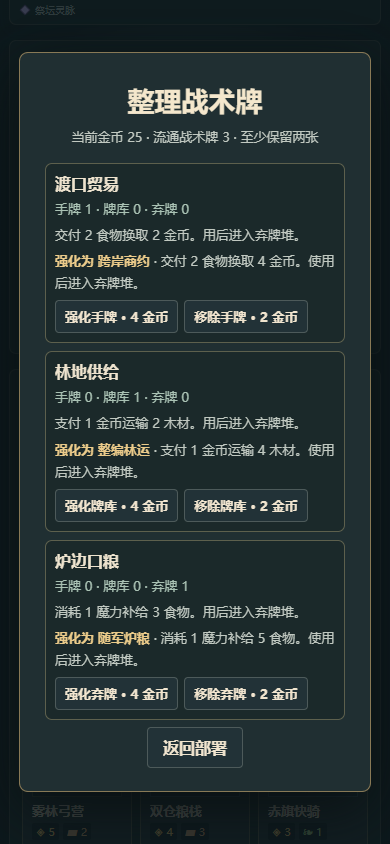 ◆ 祭坛灵脉
整理战术牌
当前金币 25 · 流通战术牌 3 · 至少保留两张
渡口贸易
手牌 1 · 牌库 0 · 弃牌 0
交付 2 食物换取 2 金币。用后进入弃牌堆。
强化为 跨岸商约 · 交付 2 食物换取 4 金币。使用
后进入弃牌堆。
强化手牌 • 4 金币 移除手牌 • 2 金币
林地供给
手牌 0 · 牌库 1 · 弃牌 0
支付 1 金币运输 2 木材。用后进入弃牌堆。
强化为 整编林运 · 支付 1 金币运输 4 木材。使用
后进入弃牌堆。
强化牌库 • 4 金币 移除牌库 • 2 金币
炉边口粮
手牌 0 · 牌库 0 · 弃牌 1
消耗 1 魔力补给 3 食物。用后进入弃牌堆。
强化为 随军炉粮 · 消耗 1 魔力补给 5 食物。使用
后进入弃牌堆。
强化弃牌 • 4 金币 移除弃牌 • 2 金币
返回部署
雾林弓营 双仓粮栈 赤旗快骑
5 2 4 3 3 1